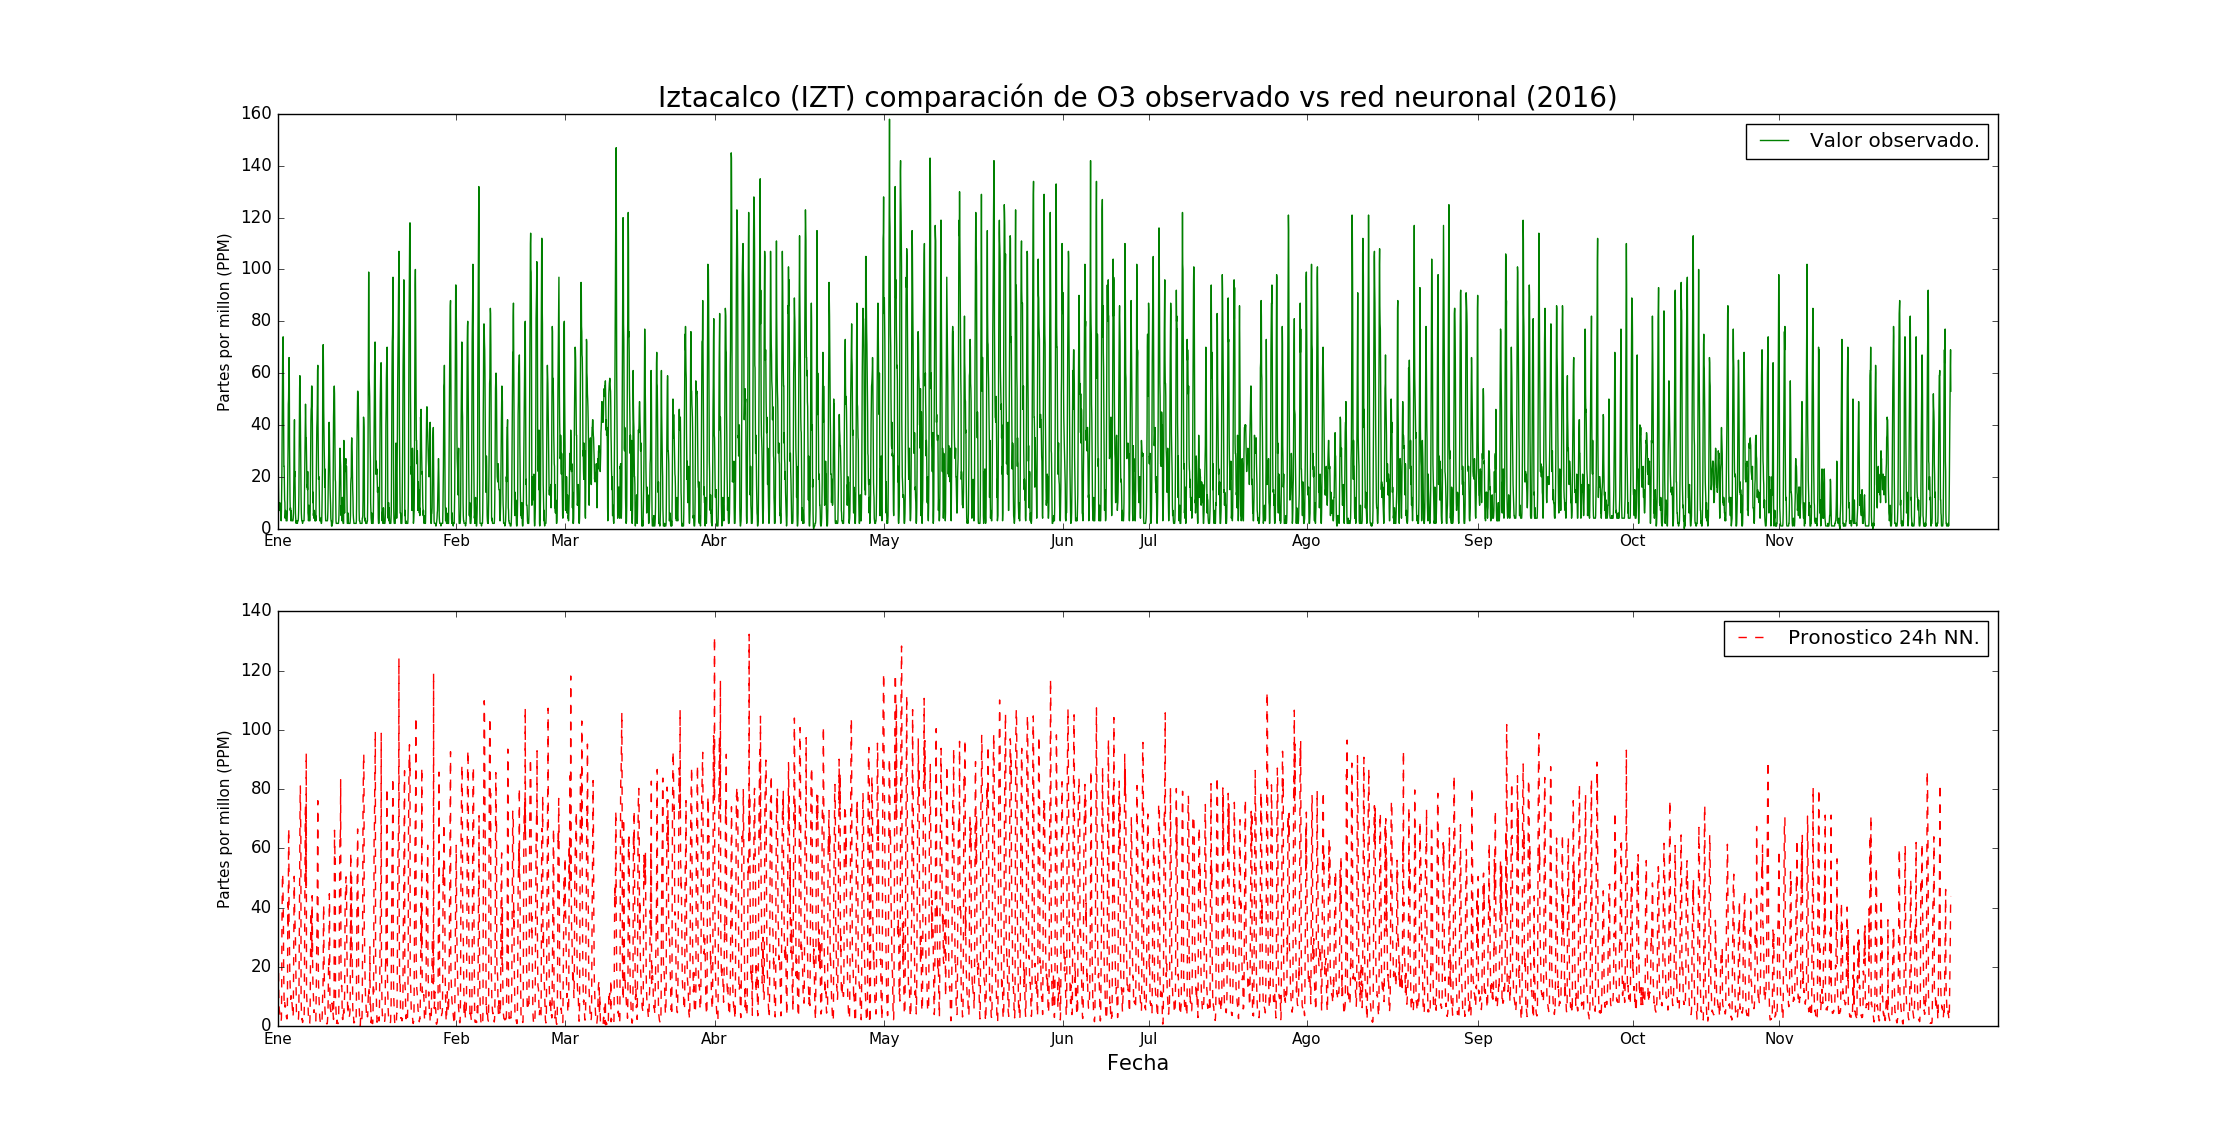 Iztacalco (IZT) comparación de O3 observado vs red neuronal (2016)
160
140
120
100
80
60
40
20
0
Partes por millon (PPM)
Valor observado.
Ene Feb Mar Abr May Jun Jul Ago Sep Oct Nov
140
120
100
80
60
40
20
0
Partes por millon (PPM)
Pronostico 24h NN.
Ene Feb Mar Abr May Jun Jul Ago Sep Oct Nov
Fecha